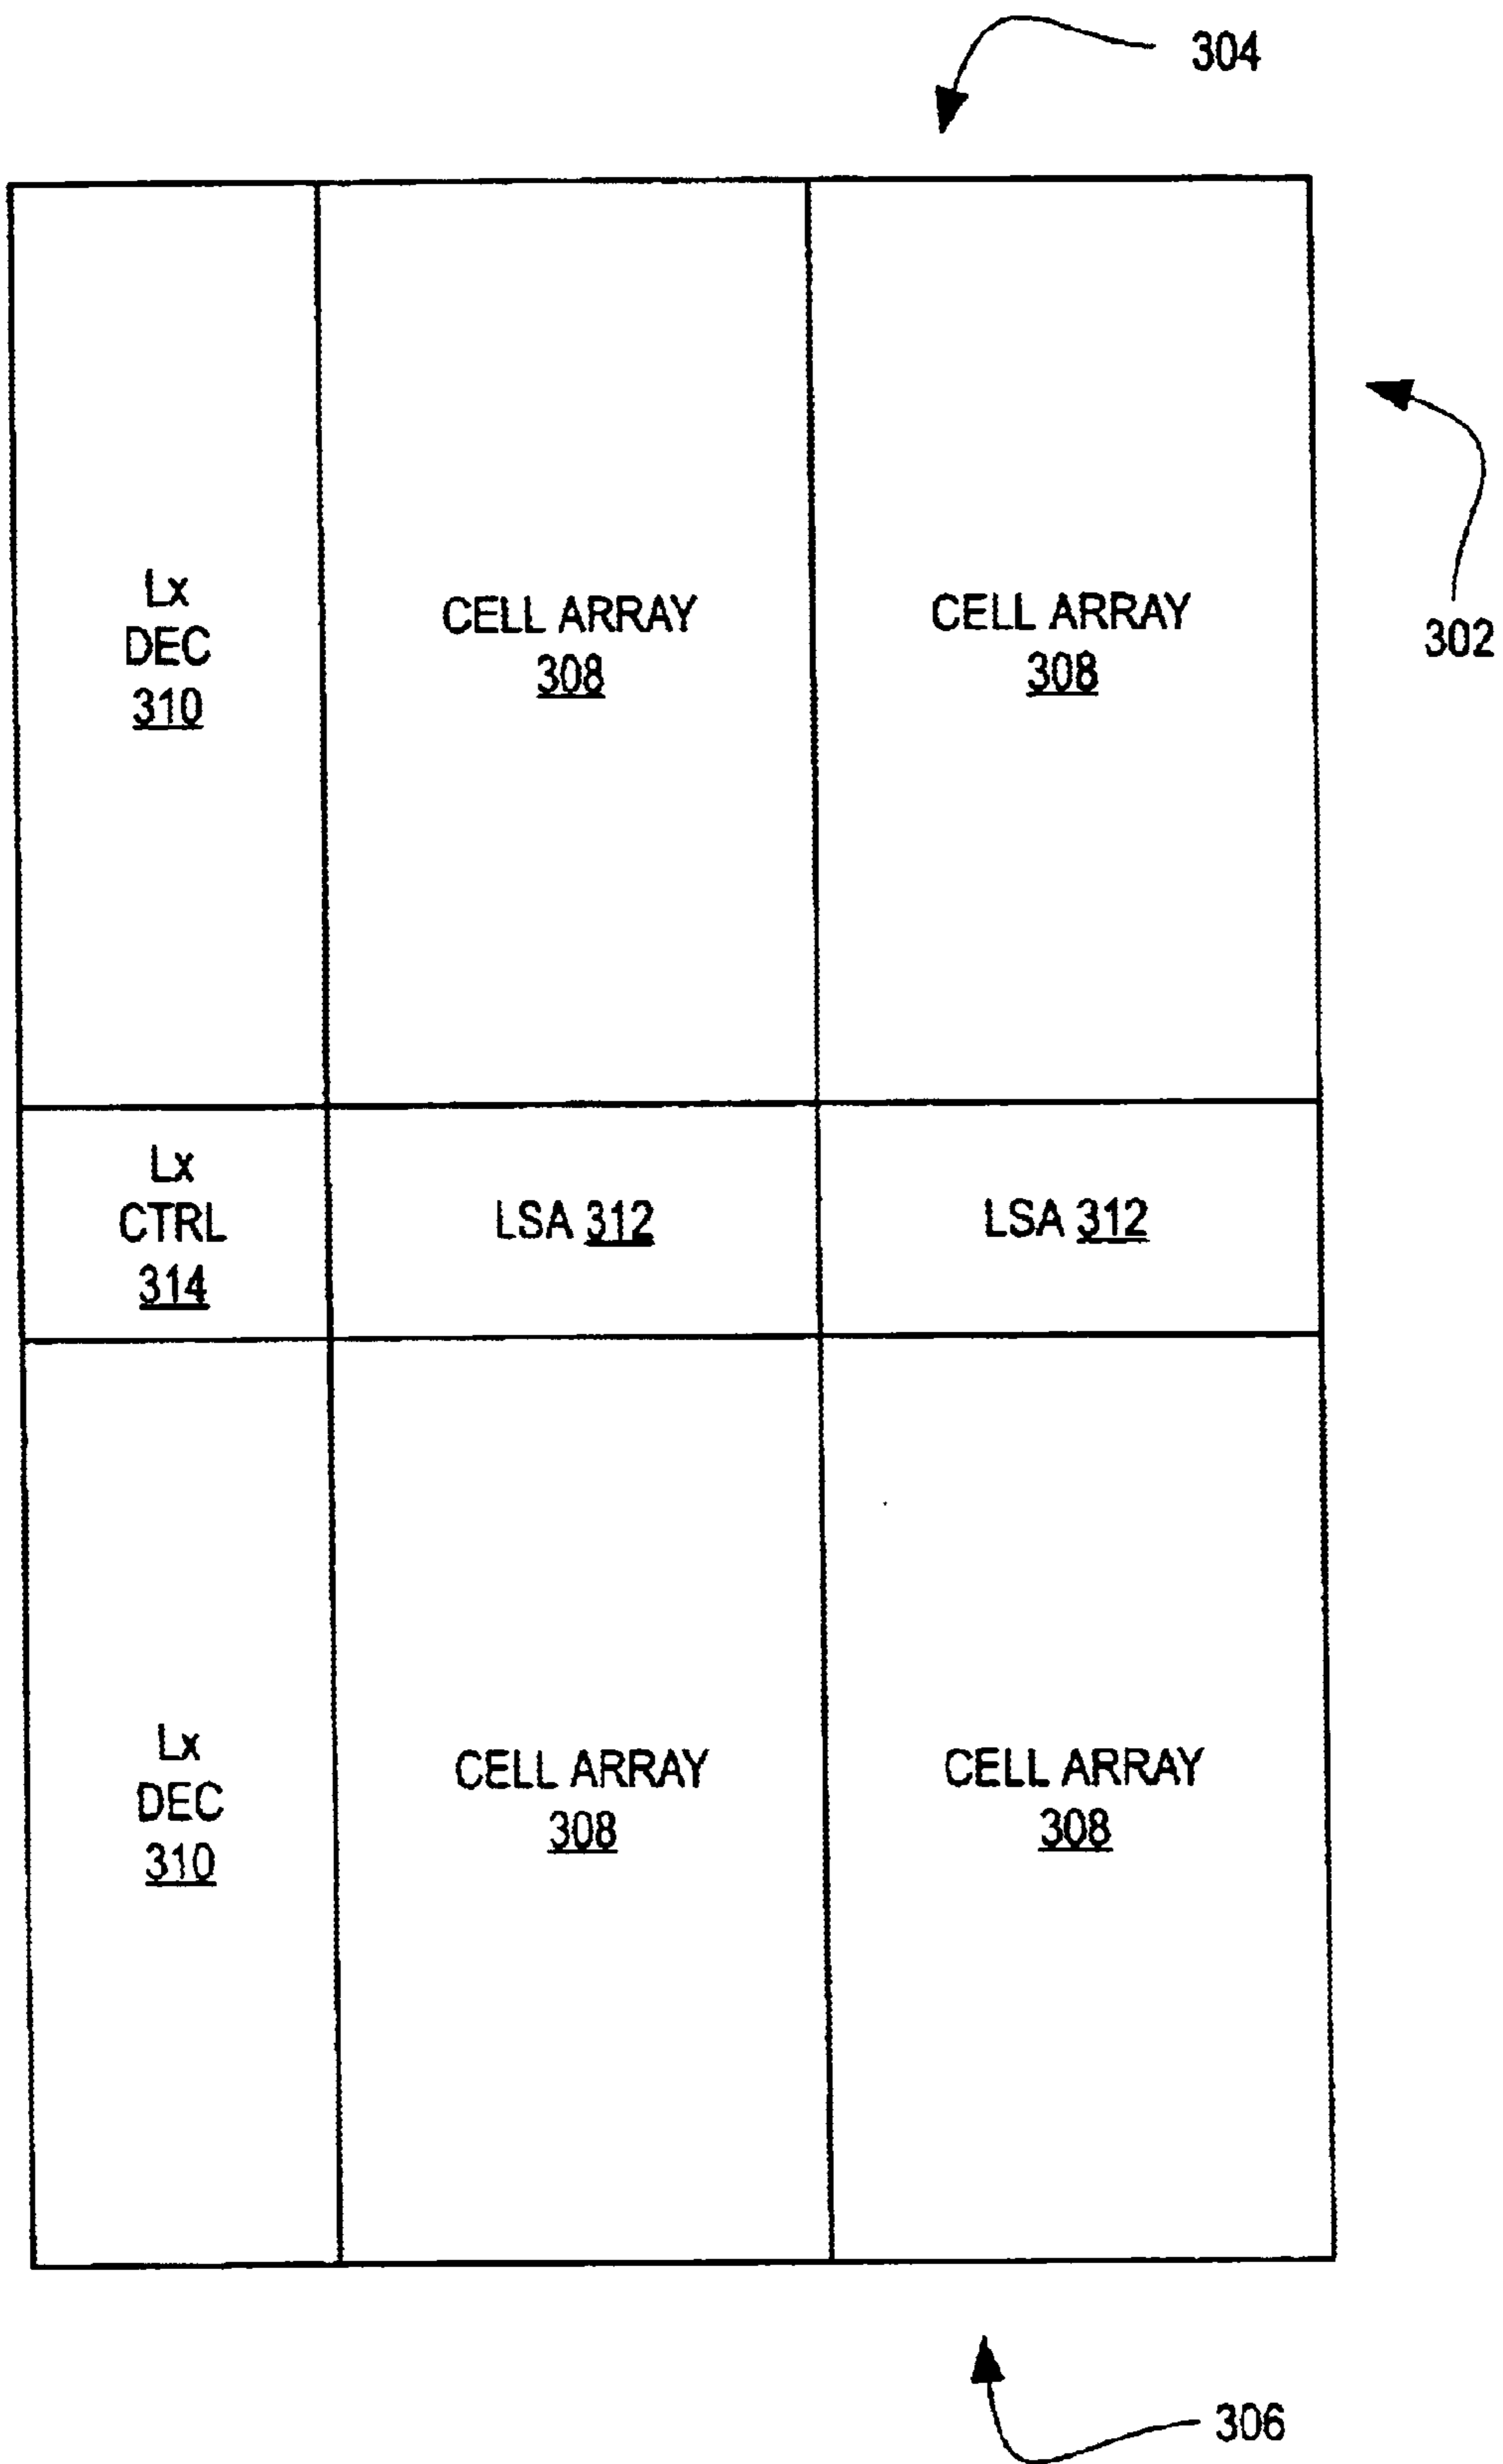 304
302
Lx
DEC
310
CELL ARRAY
308
CELL ARRAY
308
Lx
CTRL
314
LSA 312
LSA 312
Lx
DEC
310
CELL ARRAY
308
CELL ARRAY
308
306